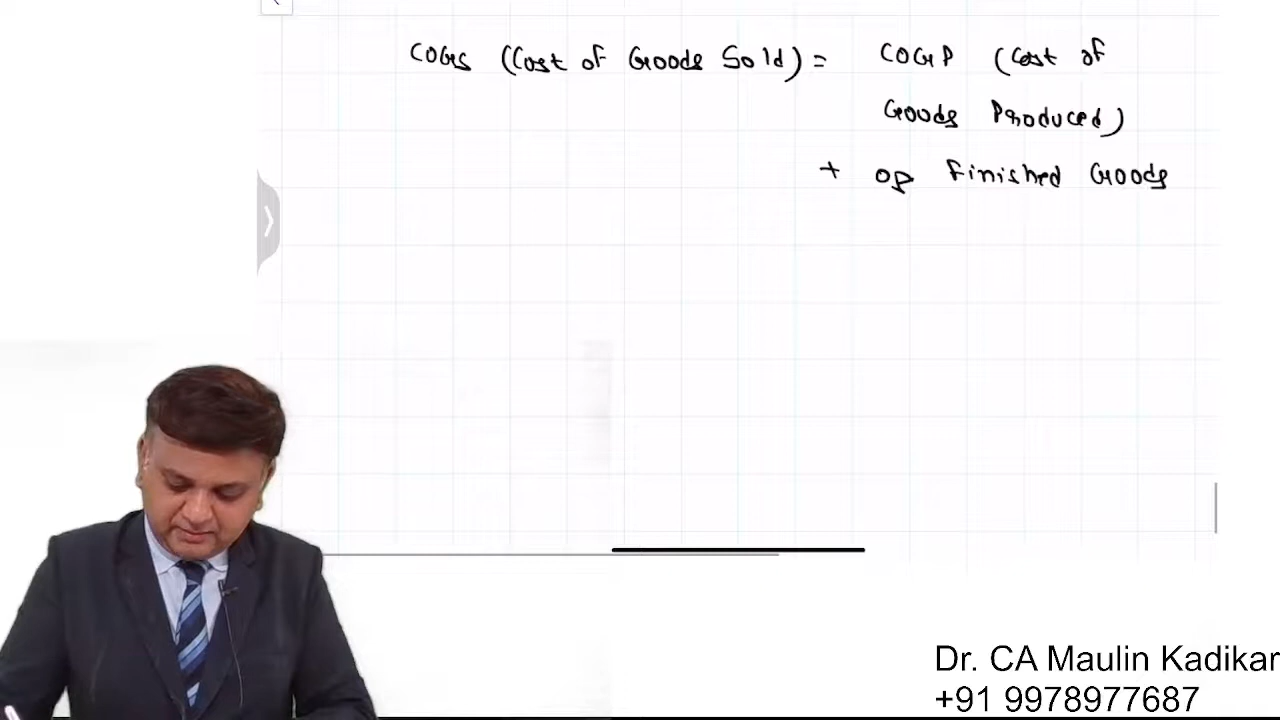 COGS (Cost of Goods Sold) = COGP (Cost of
Goods Produced)
+ op Finished Goods
Dr. CA Maulin Kadikar
+91 9978977687